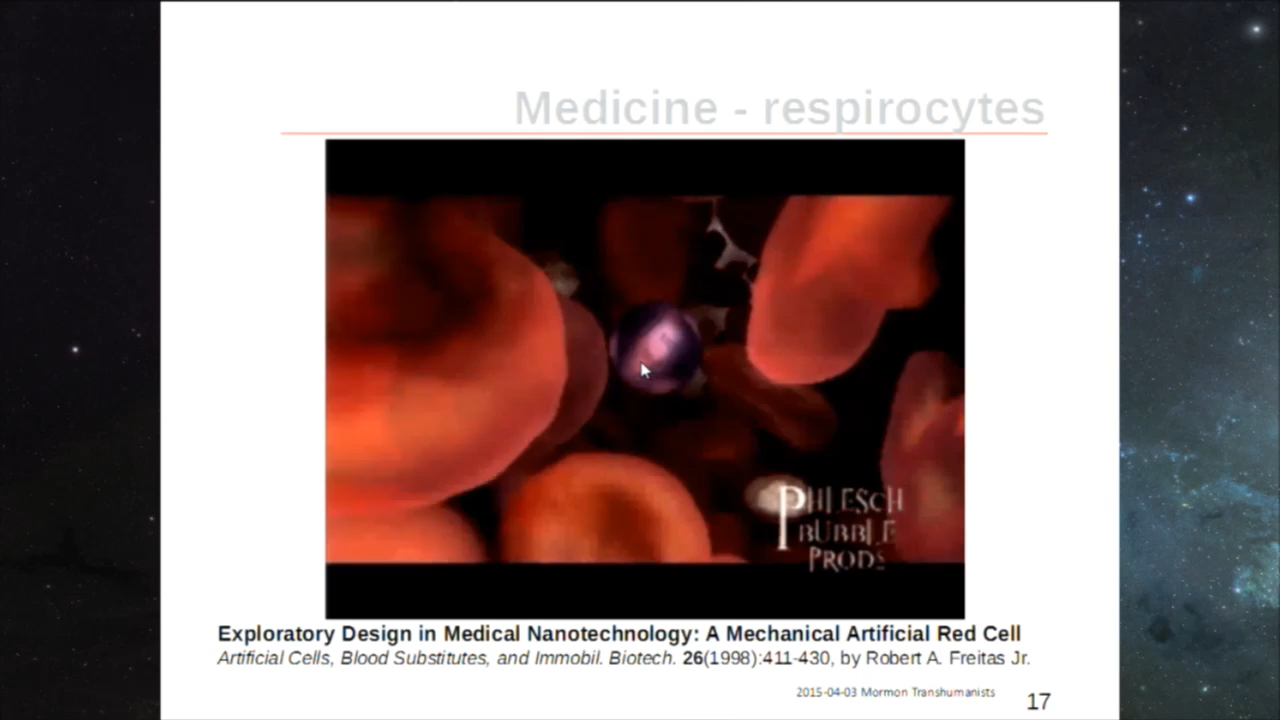 Medicine - respirocytes
PHLESCH
BUBBLE
PRODS
Exploratory Design in Medical Nanotechnology: A Mechanical Artificial Red Cell
Artificial Cells, Blood Substitutes, and Immobil. Biotech. 26(1998):411-430, by Robert A. Freitas Jr.
2015-04-03 Mormon Transhumanists
17